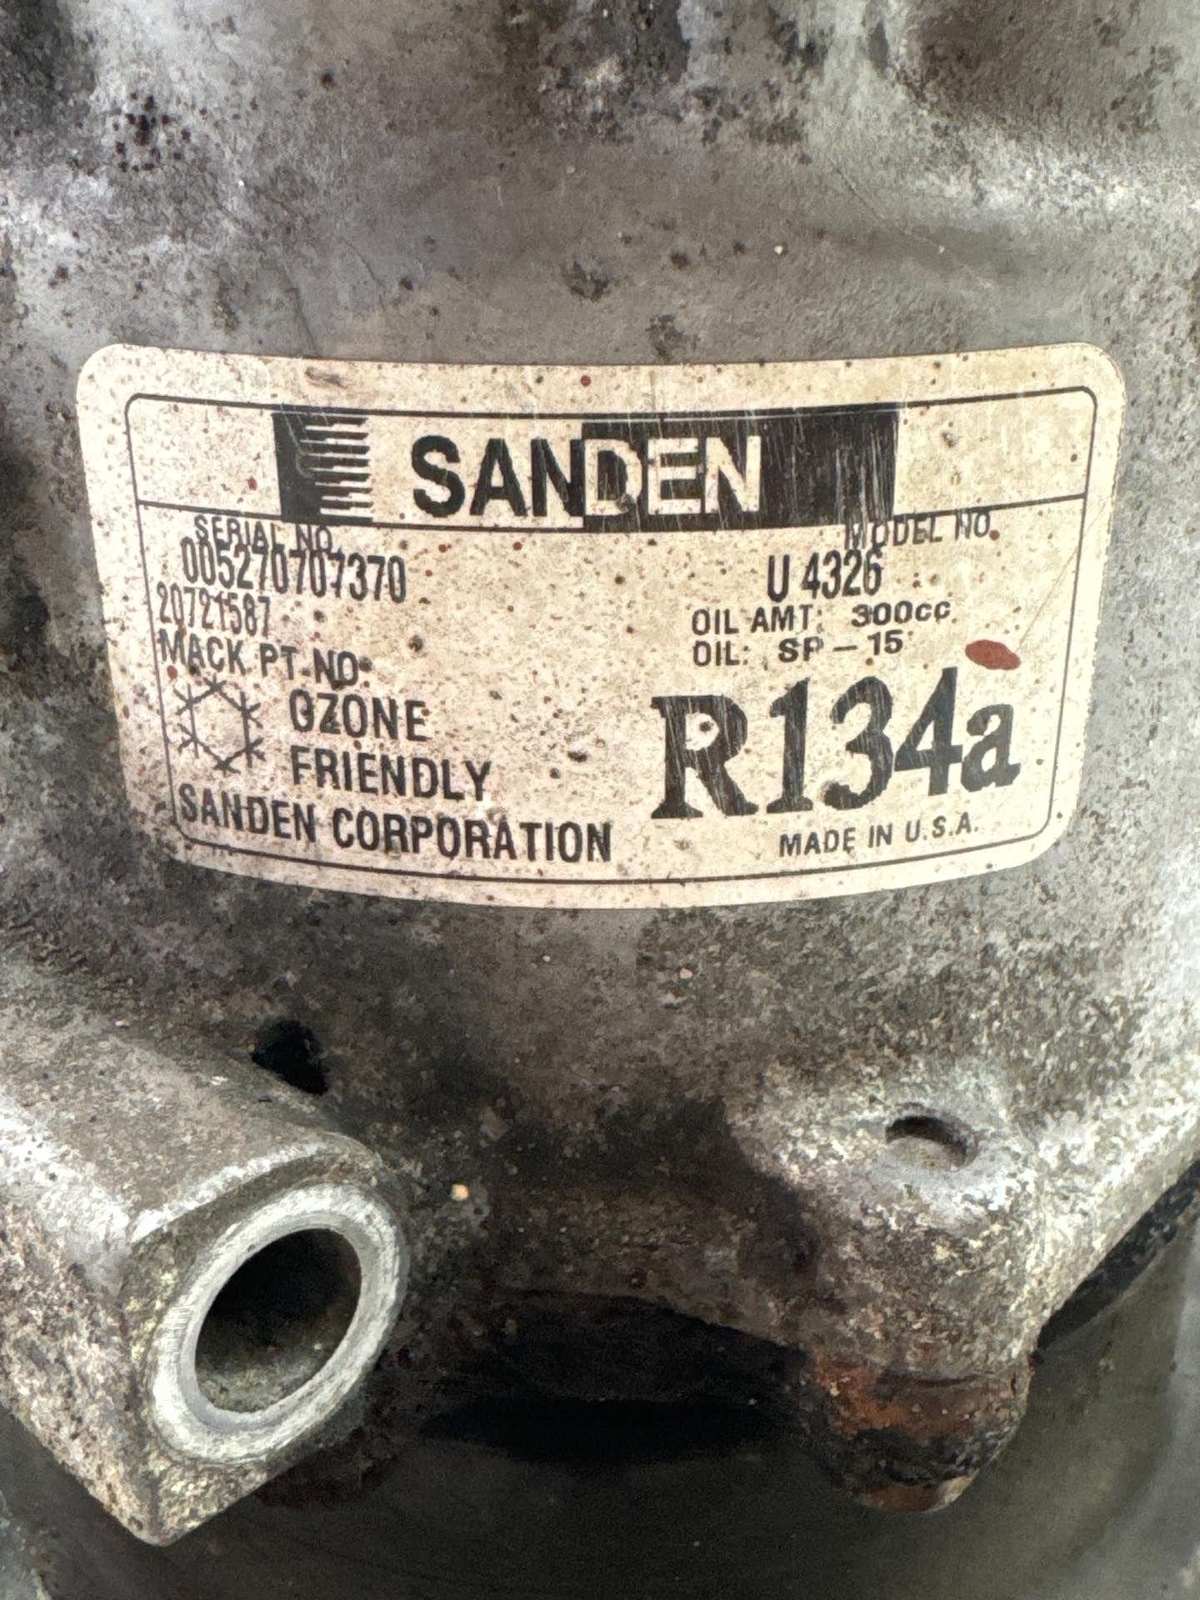 SANDEN
SERIAL NO. MODEL NO.
005270707370 U 4326
20721587 OIL AMT: 300cc
MACK PT. NO. OIL: SP-15
OZONE R134a
FRIENDLY
SANDEN CORPORATION MADE IN U.S.A.